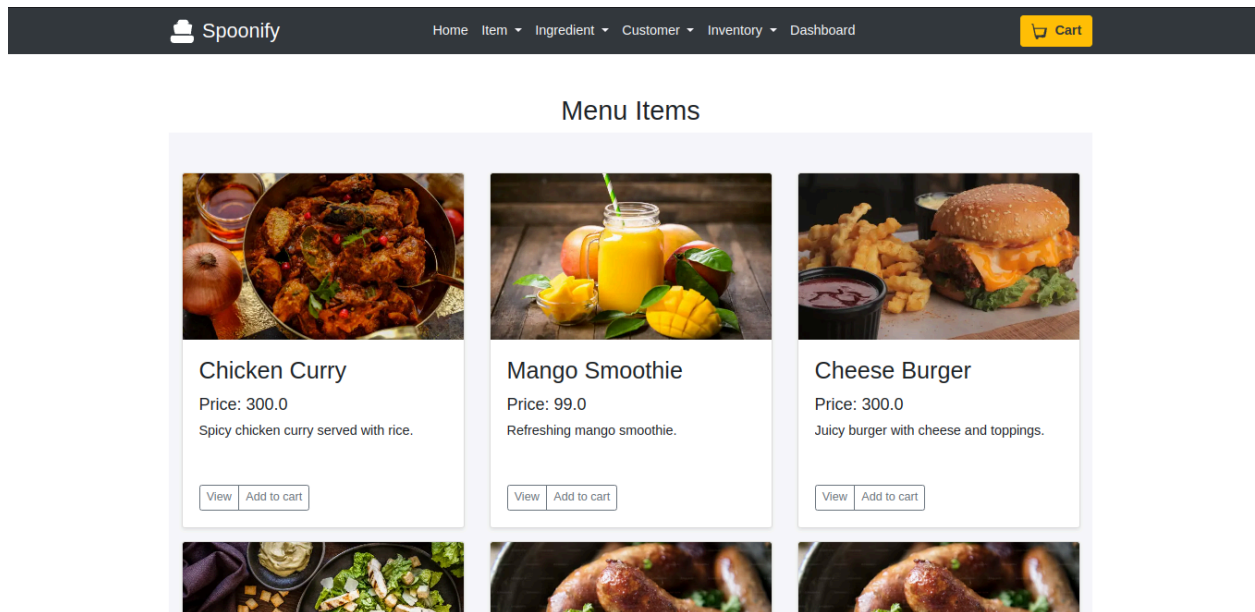 Spoonify
Home Item Ingredient Customer Inventory Dashboard
Cart
Menu Items
Chicken Curry
Price: 300.0
Spicy chicken curry served with rice.
View Add to cart
Mango Smoothie
Price: 99.0
Refreshing mango smoothie.
View Add to cart
Cheese Burger
Price: 300.0
Juicy burger with cheese and toppings.
View Add to cart